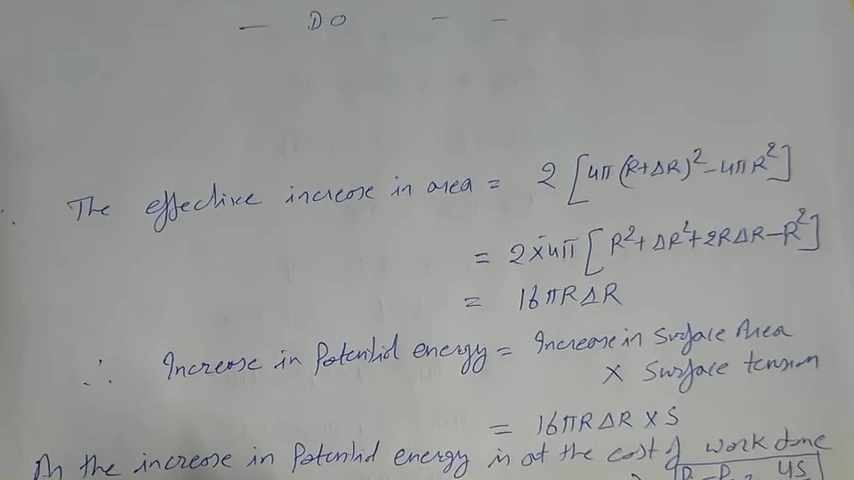 — DO — —
The effective increase in area = 2 [4π (R+ΔR)² - 4πR²]
= 2×4π [R² + ΔR² + 2RΔR - R²]
= 16πRΔR
∴ Increase in Potential energy = Increase in Surface Area
× Surface tension
= 16πRΔR × S
As the increase in Potential energy is at the cost of work done
4S